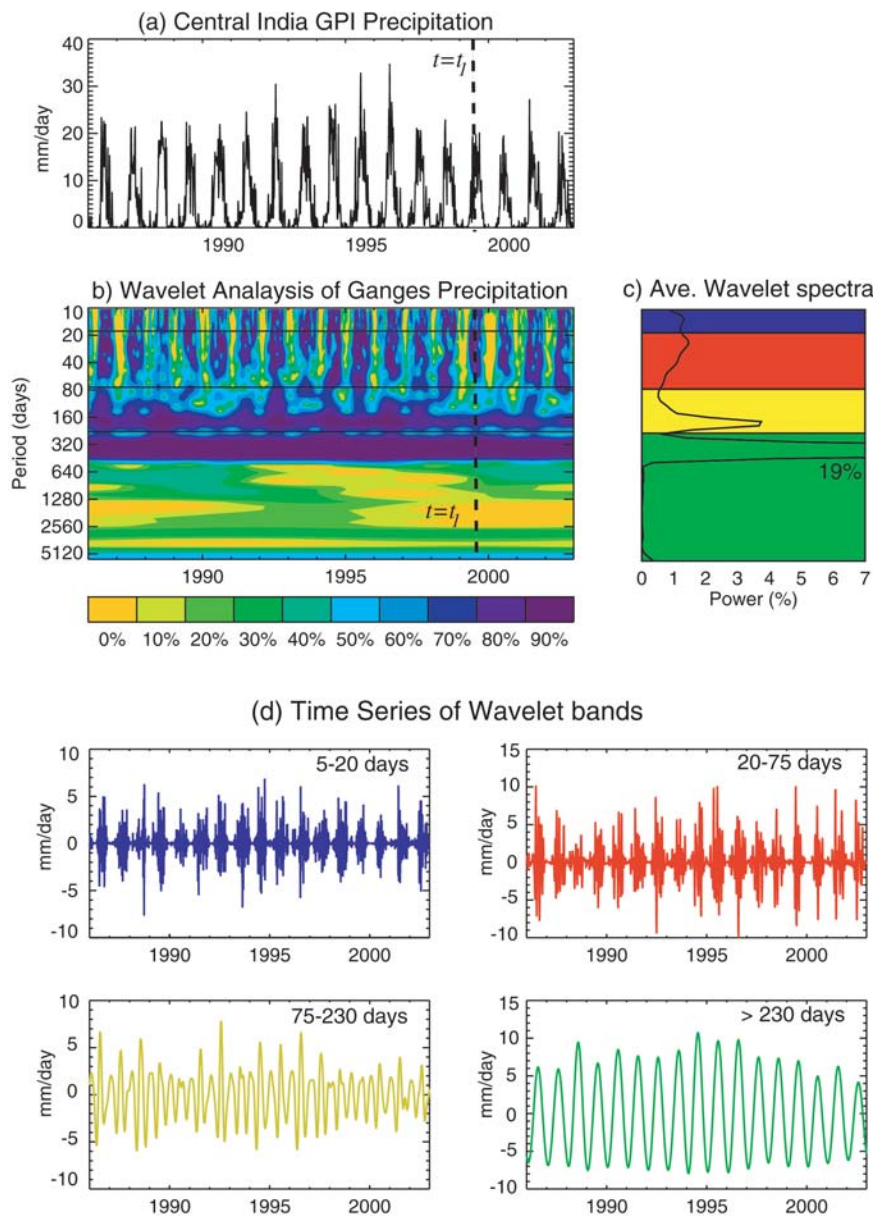 (a) Central India GPI Precipitation
t=t_l
mm/day
40
30
20
10
0
1990 1995 2000
b) Wavelet Analaysis of Ganges Precipitation
Period (days)
10
20
40
80
160
320
640
1280
2560
5120
t=t_l
1990 1995 2000
0% 10% 20% 30% 40% 50% 60% 70% 80% 90%
c) Ave. Wavelet spectra
19%
0 1 2 3 4 5 6 7
Power (%)
(d) Time Series of Wavelet bands
5-20 days
mm/day
10
5
0
-5
-10
1990 1995 2000
20-75 days
mm/day
15
10
5
0
-5
-10
1990 1995 2000
75-230 days
mm/day
10
5
0
-5
-10
1990 1995 2000
> 230 days
mm/day
15
10
5
0
-5
-10
1990 1995 2000